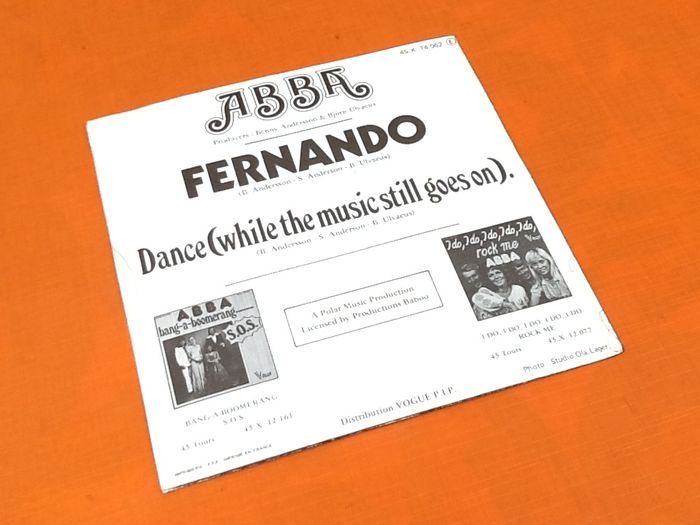 45.X 14.062 E
ABBA
Producers : Benny Andersson & Björn Ulvaeus
FERNANDO
(B. Andersson - S. Anderson - B. Ulvaeus)
Dance (while the music still goes on).
(B. Andersson - S. Anderson - B. Ulvaeus)
I do, I do, I do, I do, I do,
rock me
ABBA
I DO, I DO, I DO, I DO, I DO
ROCK ME
45 Tours 45.X 12.077
A Polar Music Production
Licensed by Productions Baboo
ABBA
bang-a-boomerang
S.O.S.
BANG-A-BOOMERANG
S.O.S.
45 Tours 45.X 12 161
Photo Studio Ola Lager
Distribution VOGUE P.I.P.
IMPRIMÉ EN FRANCE